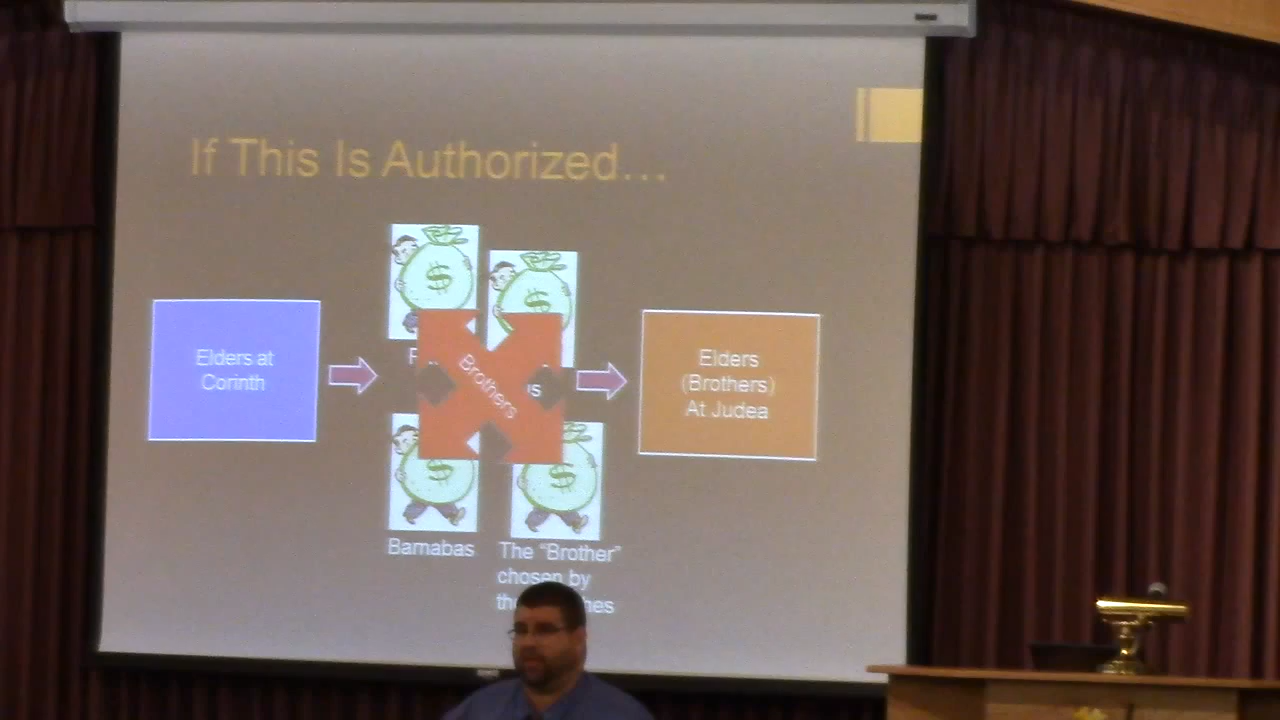 If This Is Authorized…
$
$
Elders at
Corinth
Brothers
Elders
(Brothers)
At Judea
$
$
Barnabas
The "Brother"
chosen by